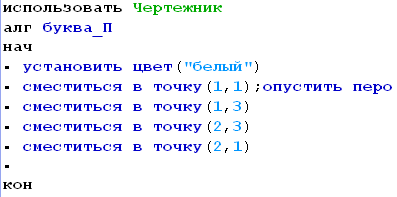 использовать Чертежник
алг буква_П
нач
. установить цвет("белый")
. сместиться в точку(1,1);опустить перо
. сместиться в точку(1,3)
. сместиться в точку(2,3)
. сместиться в точку(2,1)
.
кон